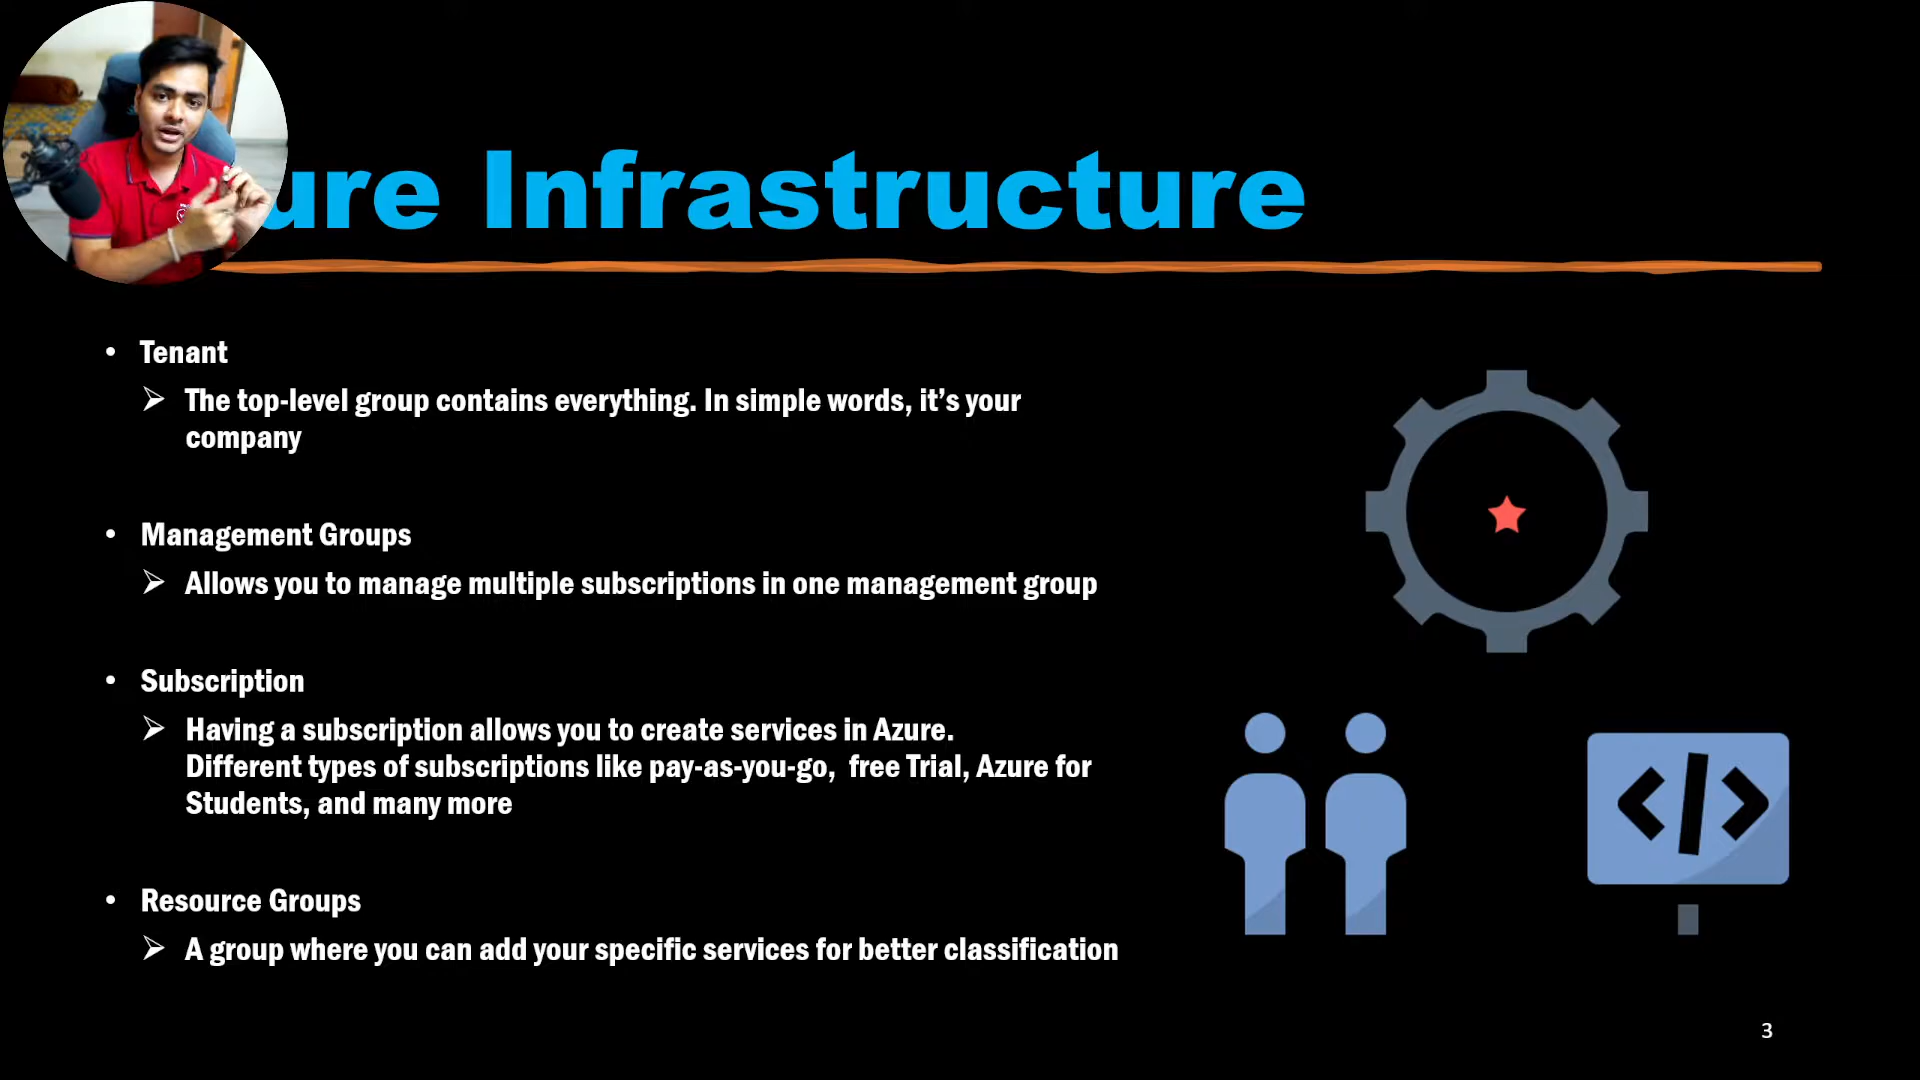 ure Infrastructure
• Tenant
➢ The top-level group contains everything. In simple words, it’s your
company
• Management Groups
➢ Allows you to manage multiple subscriptions in one management group
• Subscription
➢ Having a subscription allows you to create services in Azure.
Different types of subscriptions like pay-as-you-go,  free Trial, Azure for
Students, and many more
• Resource Groups
➢ A group where you can add your specific services for better classification
</>
3